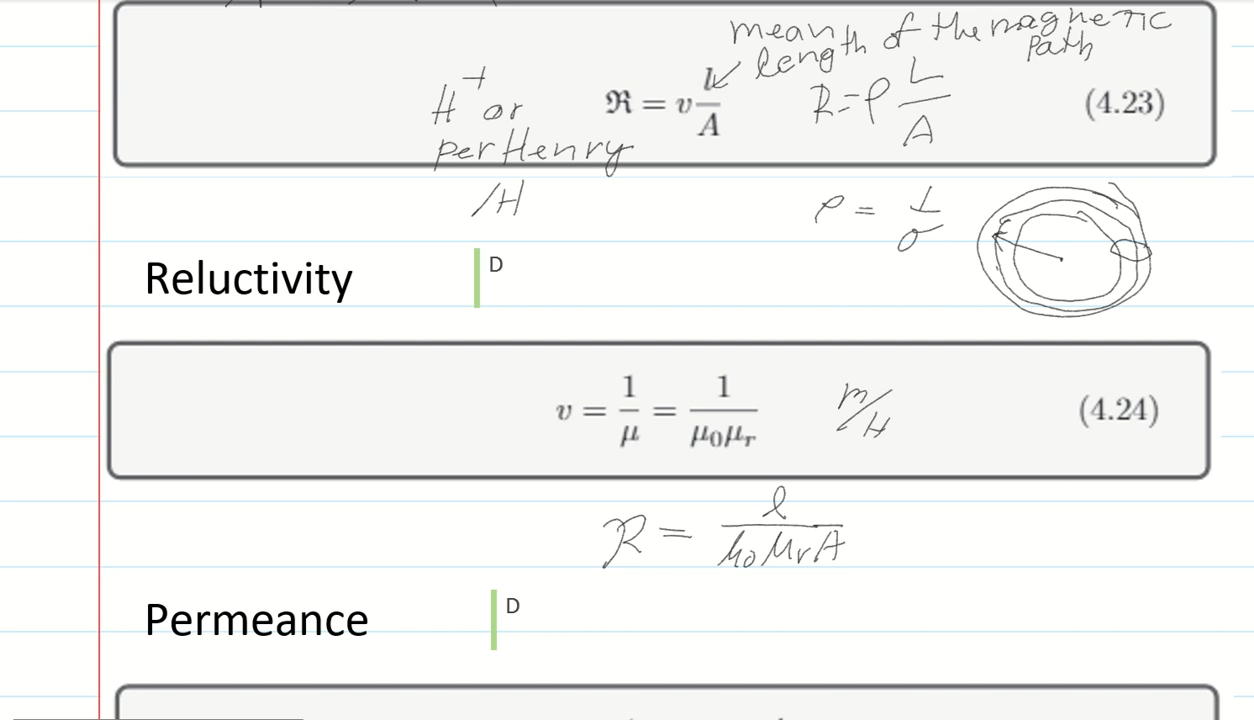 mean length of the magnetic path
H⁺ or per Henry /H
ℜ = v l/A
R = ρ L/A
(4.23)
ρ = 1/σ
Reluctivity
D
v = 1/μ = 1/μ₀μᵣ
m/H
(4.24)
ℛ = l/μ₀μᵣA
Permeance
D